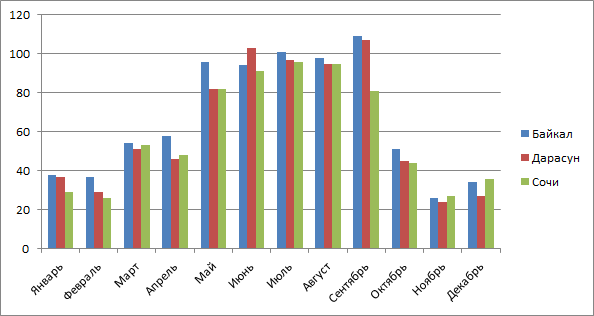 120
100
80
60
40
20
0
Январь
Февраль
Март
Апрель
Май
Июнь
Июль
Август
Сентябрь
Октябрь
Ноябрь
Декабрь
Байкал
Дарасун
Сочи